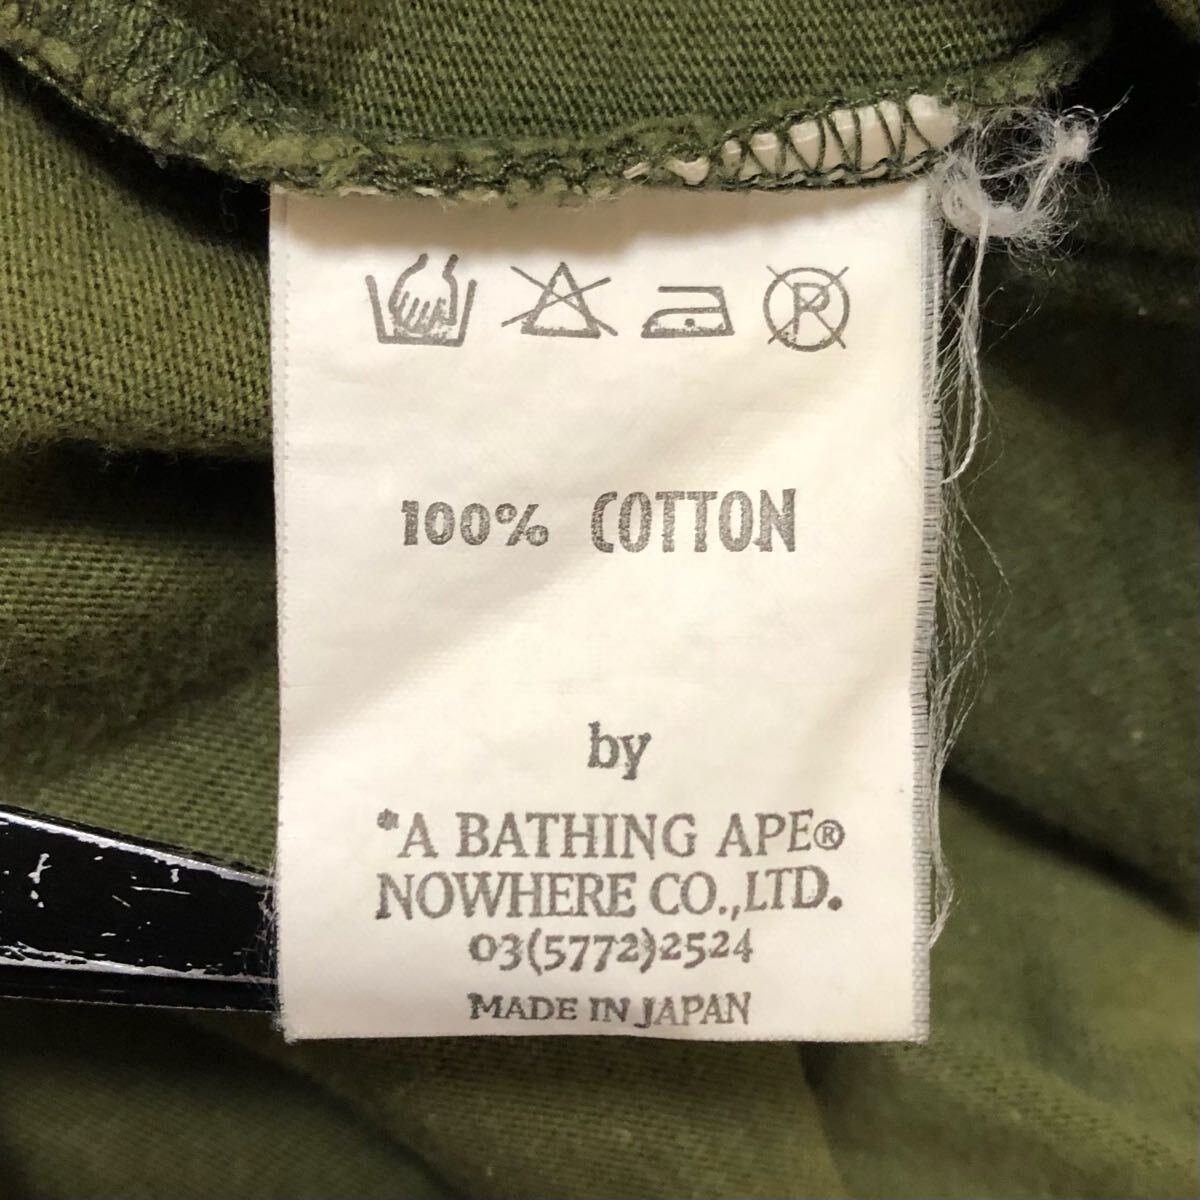 P
100% COTTON
by
*A BATHING APE®
NOWHERE CO.,LTD.
03(5772)2524
MADE IN JAPAN